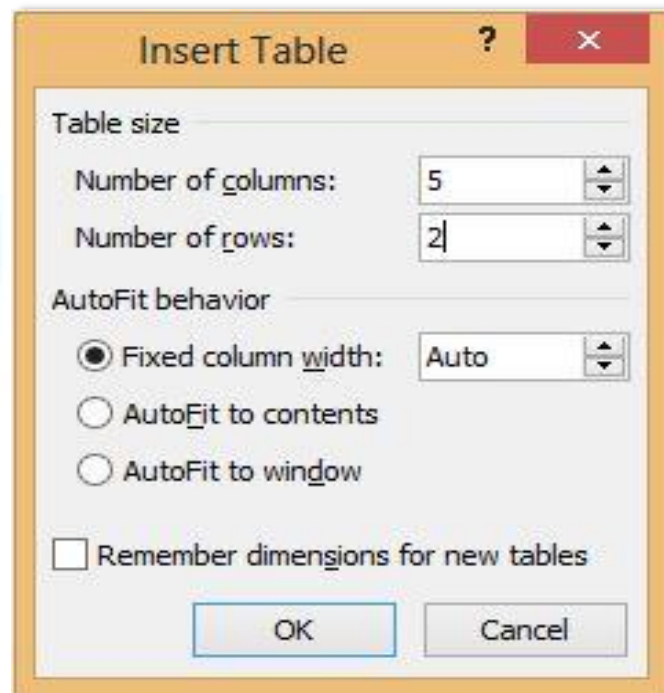 Insert Table ?
Table size
Number of columns: 5
Number of rows: 2
AutoFit behavior
Fixed column width: Auto
AutoFit to contents
AutoFit to window
Remember dimensions for new tables
OK Cancel